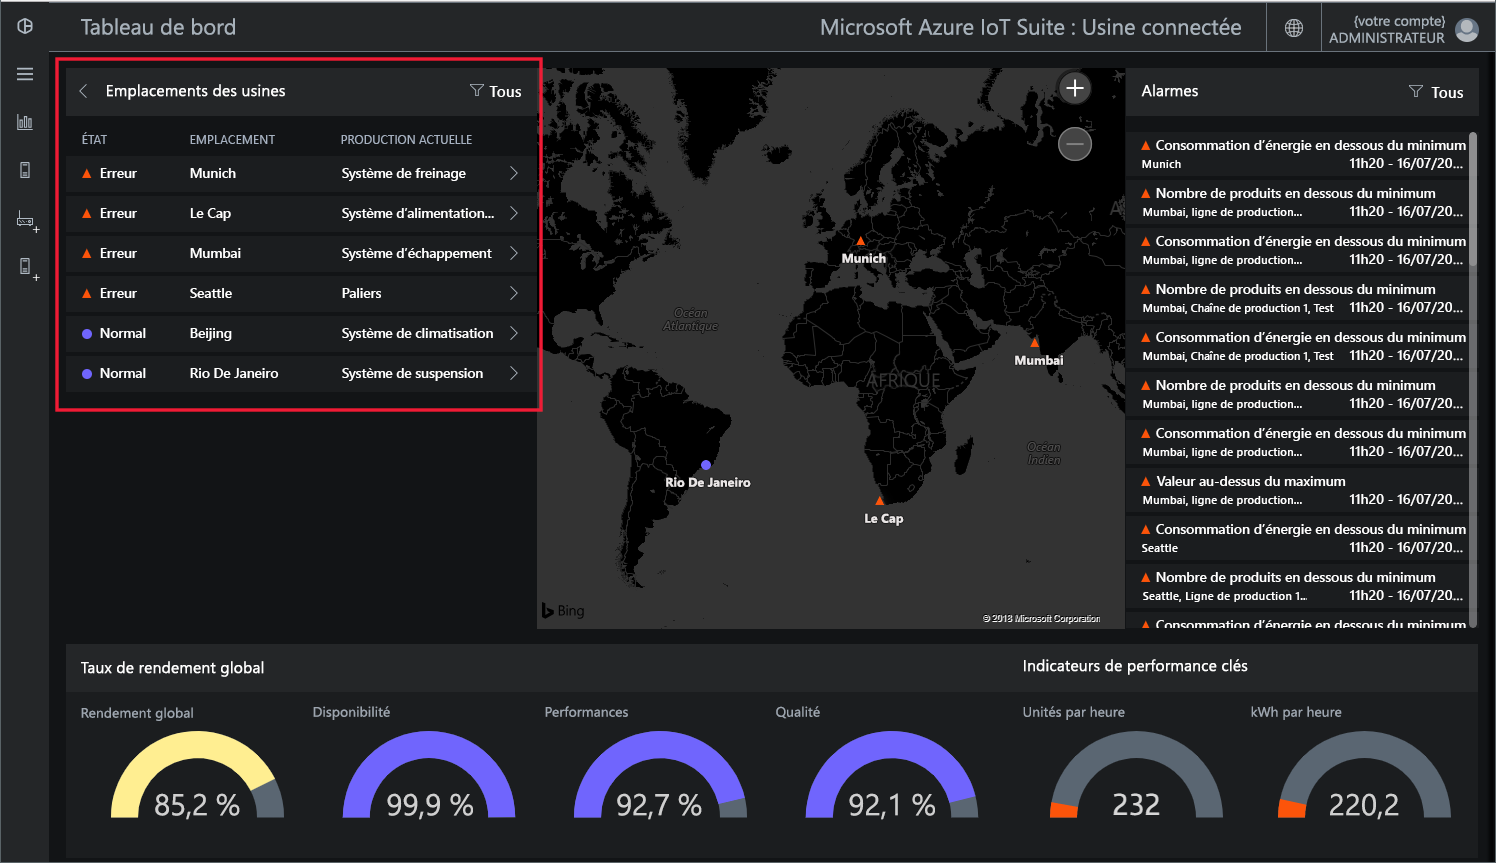 Tableau de bord
Microsoft Azure IoT Suite : Usine connectée
{votre compte}
ADMINISTRATEUR
Emplacements des usines
Tous
ÉTAT EMPLACEMENT PRODUCTION ACTUELLE
Erreur Munich Système de freinage
Erreur Le Cap Système d'alimentation...
Erreur Mumbai Système d'échappement
Erreur Seattle Paliers
Normal Beijing Système de climatisation
Normal Rio De Janeiro Système de suspension
Munich
Océan
Atlantique
Mumbai
AFRIQUE
Océan
Indien
Rio De Janeiro
Le Cap
Bing
© 2018 Microsoft Corporation
Alarmes
Tous
Consommation d'énergie en dessous du minimum
Munich 11h20 - 16/07/20...
Nombre de produits en dessous du minimum
Mumbai, ligne de production... 11h20 - 16/07/20...
Consommation d'énergie en dessous du minimum
Mumbai, ligne de production... 11h20 - 16/07/20...
Nombre de produits en dessous du minimum
Mumbai, Chaîne de production 1, Test 11h20 - 16/07/20...
Consommation d'énergie en dessous du minimum
Mumbai, Chaîne de production 1, Test 11h20 - 16/07/20...
Nombre de produits en dessous du minimum
Mumbai, ligne de production... 11h20 - 16/07/20...
Consommation d'énergie en dessous du minimum
Mumbai, ligne de production... 11h20 - 16/07/20...
Valeur au-dessus du maximum
Mumbai, ligne de production... 11h20 - 16/07/20...
Consommation d'énergie en dessous du minimum
Seattle 11h20 - 16/07/20...
Nombre de produits en dessous du minimum
Seattle, Ligne de production 1... 11h20 - 16/07/20...
Consommation d'énergie en dessous du minimum
Taux de rendement global
Indicateurs de performance clés
Rendement global Disponibilité Performances Qualité Unités par heure kWh par heure
85,2 % 99,9 % 92,7 % 92,1 % 232 220,2